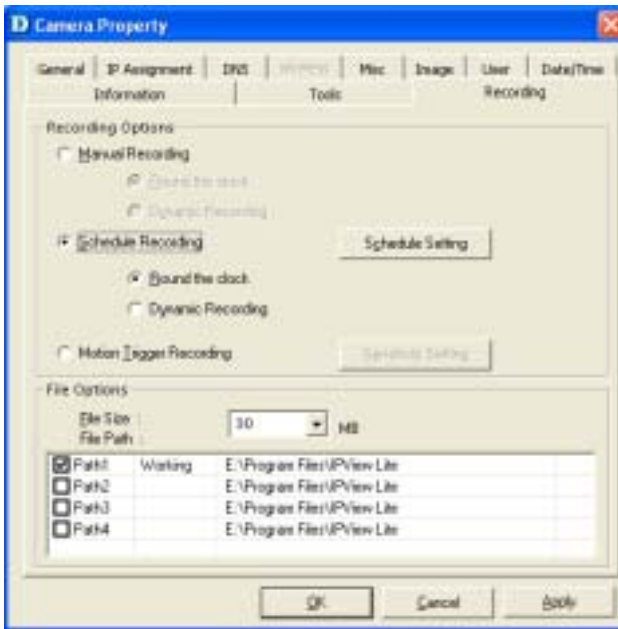 D Camera Property
General IP Assignment DNS Misc Image User Date/Time
Information Tools Recording
Recording Options
Manual Recording
Round the clock
Dynamic Recording
Schedule Recording Schedule Setting
Round the clock
Dynamic Recording
Motion Trigger Recording Sensitivity Setting
File Options
File Size :
30 MB
File Path :
Path1 Working E:\Program Files\IPView Lite
Path2 E:\Program Files\IPView Lite
Path3 E:\Program Files\IPView Lite
Path4 E:\Program Files\IPView Lite
OK Cancel Apply